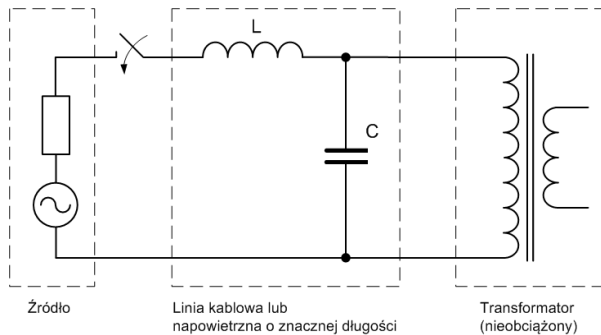 L
C
Źródło
Linia kablowa lub
napowietrzna o znacznej długości
Transformator
(nieobciążony)